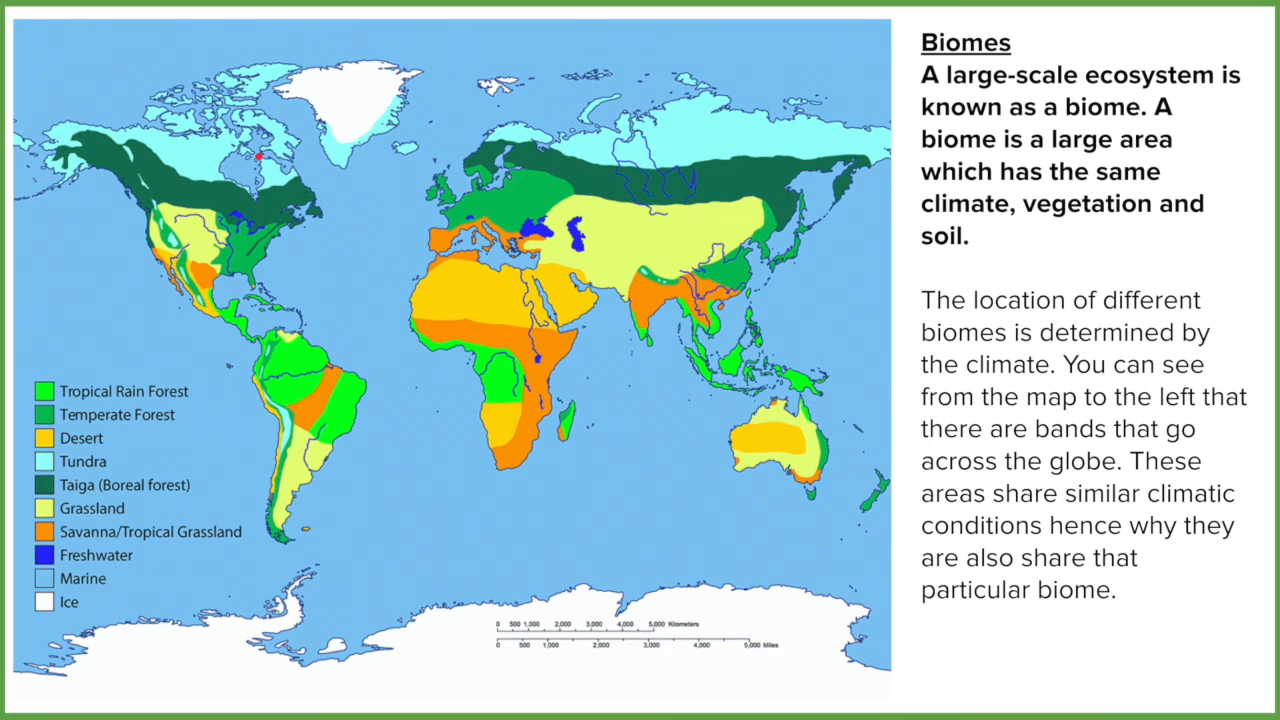 Biomes
A large-scale ecosystem is
known as a biome. A
biome is a large area
which has the same
climate, vegetation and
soil.
The location of different
biomes is determined by
the climate. You can see
from the map to the left that
there are bands that go
across the globe. These
areas share similar climatic
conditions hence why they
are also share that
particular biome.
Tropical Rain Forest
Temperate Forest
Desert
Tundra
Taiga (Boreal forest)
Grassland
Savanna/Tropical Grassland
Freshwater
Marine
Ice
0 500 1,000 2,000 3,000 4,000 5,000 Kilometers
0 500 1,000 2,000 3,000 4,000 5,000 Miles